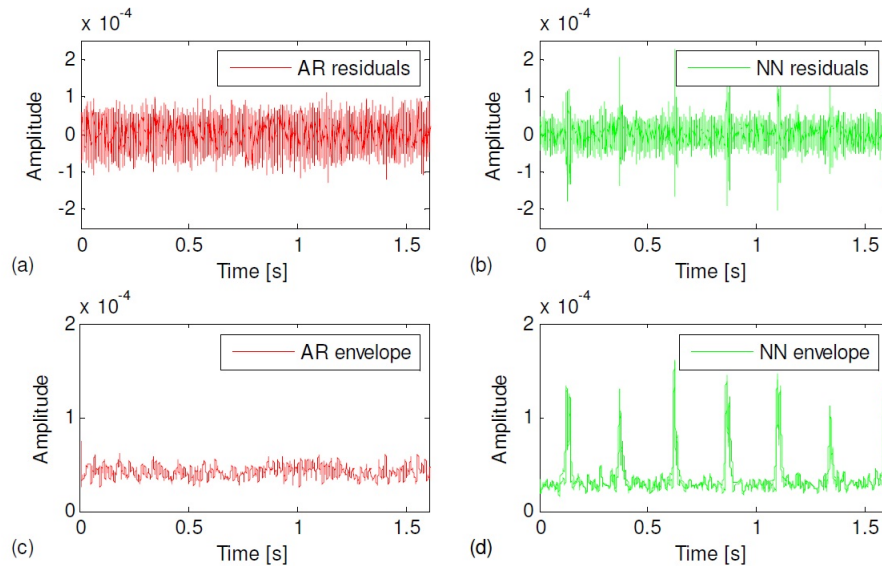 x 10⁻⁴
2
1
0
-1
-2
Amplitude
AR residuals
0 0.5 1 1.5
Time [s]
(a)
x 10⁻⁴
2
1
0
-1
-2
Amplitude
NN residuals
0 0.5 1 1.5
Time [s]
(b)
x 10⁻⁴
2
1
0
Amplitude
AR envelope
0 0.5 1 1.5
Time [s]
(c)
x 10⁻⁴
2
1
0
Amplitude
NN envelope
0 0.5 1 1.5
Time [s]
(d)